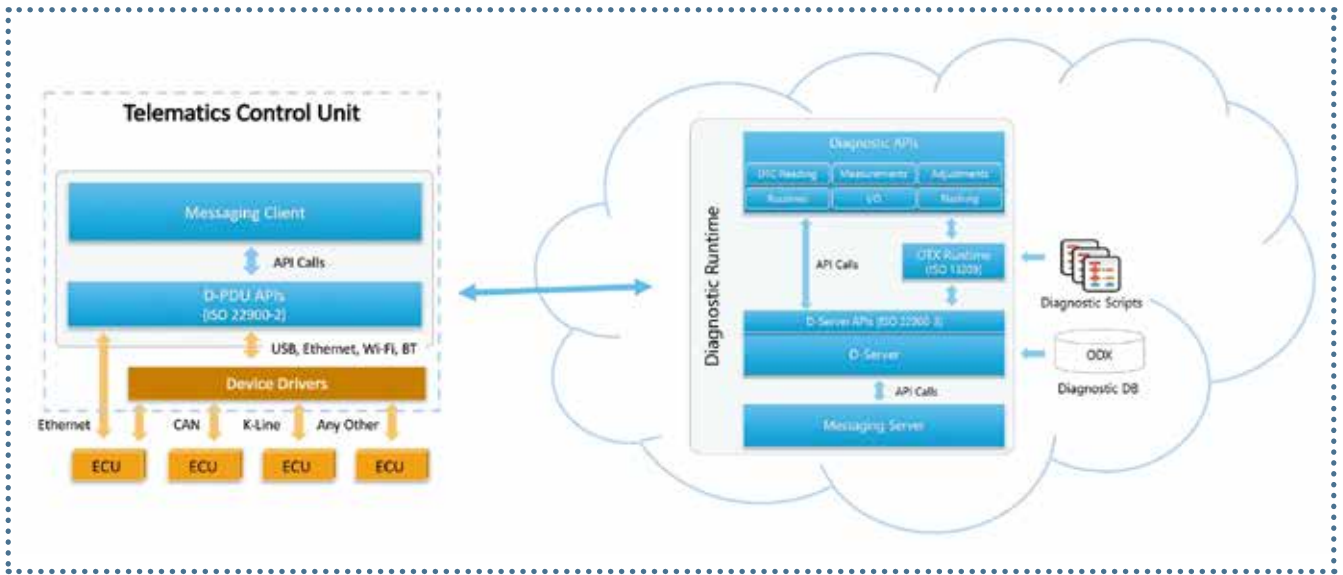 Telematics Control Unit
Messaging Client
API Calls
D-PDU APIs
(ISO 22900-2)
USB, Ethernet, Wi-Fi, BT
Device Drivers
Ethernet
CAN
K-Line
Any Other
ECU
ECU
ECU
ECU
Diagnostic Runtime
Diagnostic APIs
DTC Reading
Measurements
Adjustments
Routines
I/O
Flashing
API Calls
OTX Runtime
(ISO 13209)
Diagnostic Scripts
D-Server APIs (ISO 22900-3)
D-Server
ODX
Diagnostic DB
API Calls
Messaging Server